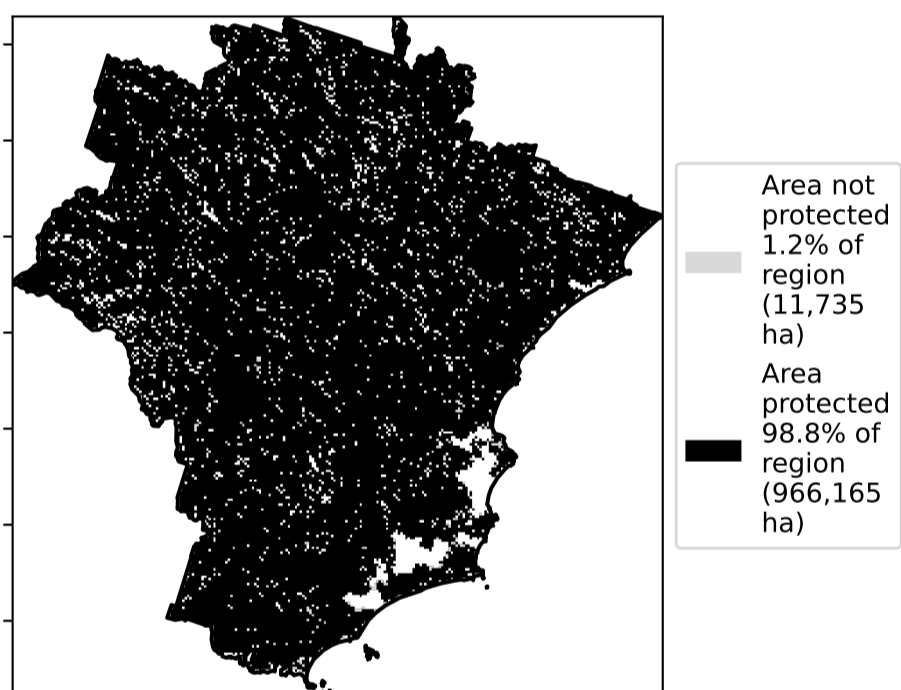 Area not
protected
1.2% of
region
(11,735
ha)
Area
protected
98.8% of
region
(966,165
ha)